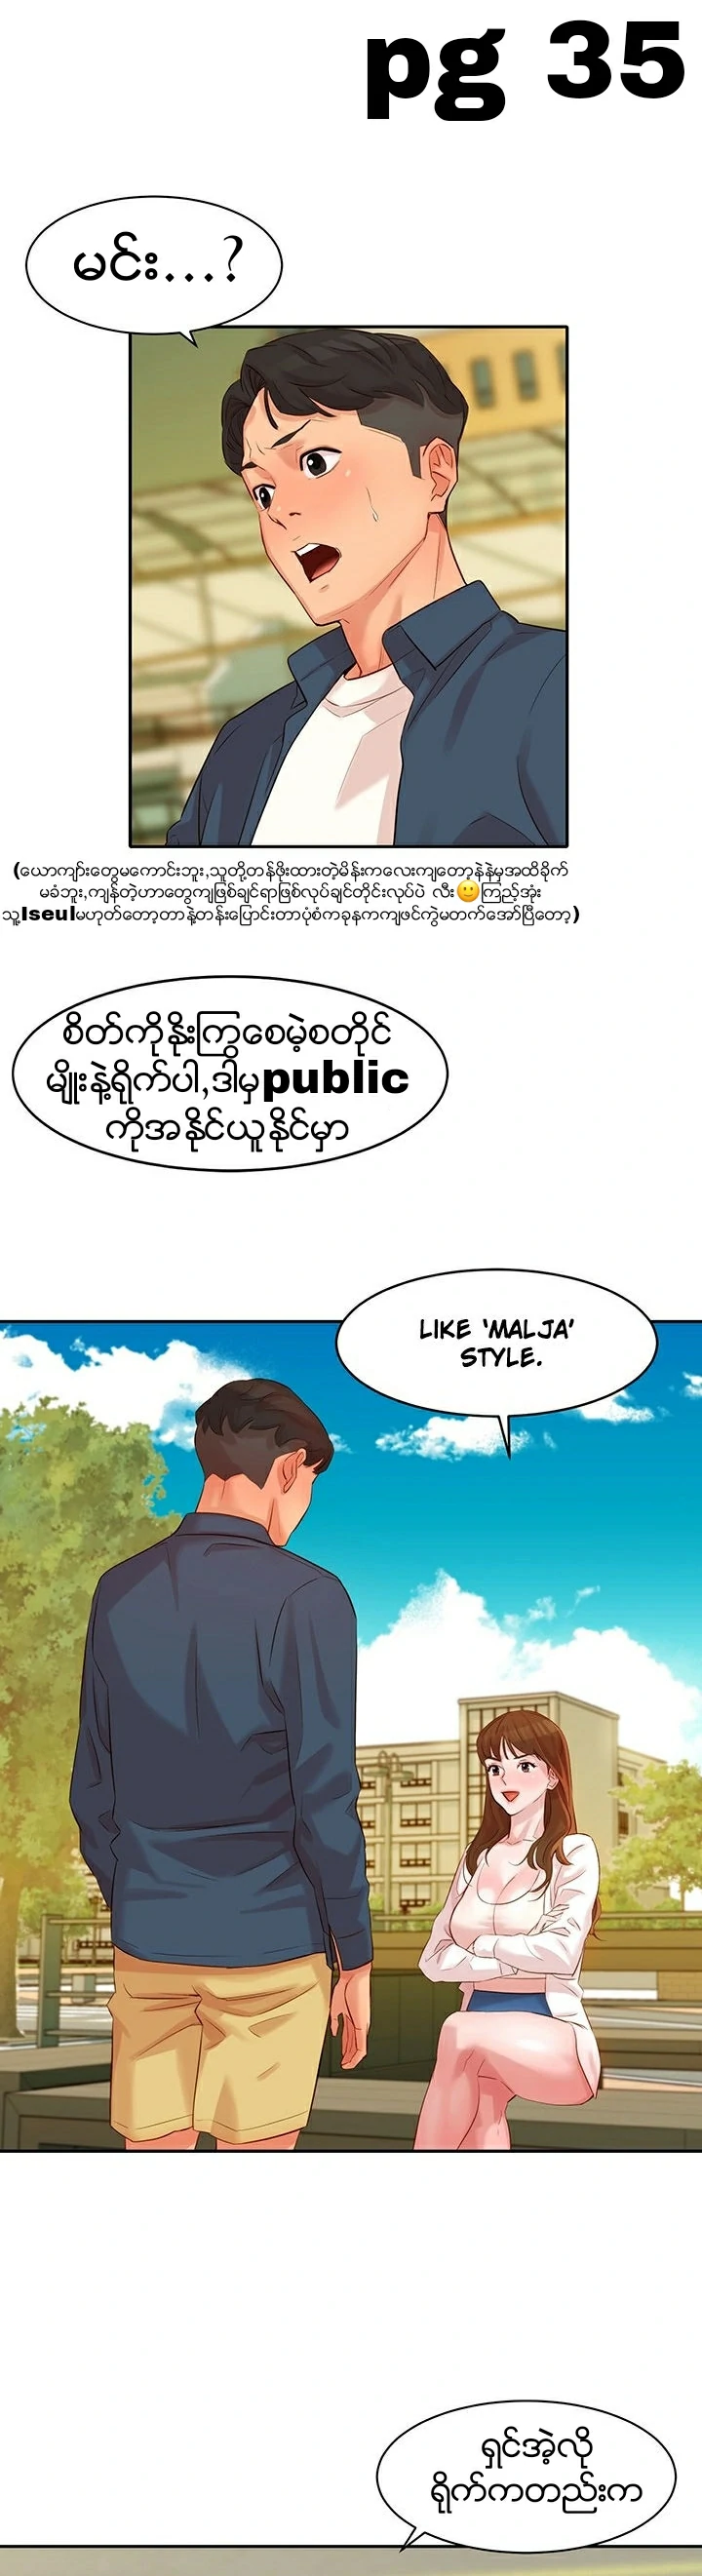 pg 35
မင်း...?
(ယောကျာ်းတွေမကောင်းဘူး,သူတို့တန်ဖိုးထားတဲ့မိန်းကလေးကျတော့နဲနဲမှအထိခိုက်
မခံဘူး,ကျန်တဲ့ဟာတွေကျဖြစ်ချင်ရာဖြစ်လုပ်ချင်တိုင်းလုပ်ပဲ လီး🙂ကြည့်အုံး
သူ့Iseulမဟုတ်တော့တာနဲ့တန်းပြောင်းတာပုံစံကခုနကကျဖင်ကွဲမတက်အော်ပြီတော့)
စိတ်ကိုနိုးကြွစေမဲ့စတိုင်
မျိုးနဲ့ရိုက်ပါ,ဒါမှpublic
ကိုအနိုင်ယူနိုင်မှာ
LIKE 'MALJA'
STYLE.
ရှင်အဲ့လို
ရိုက်ကတည်းက